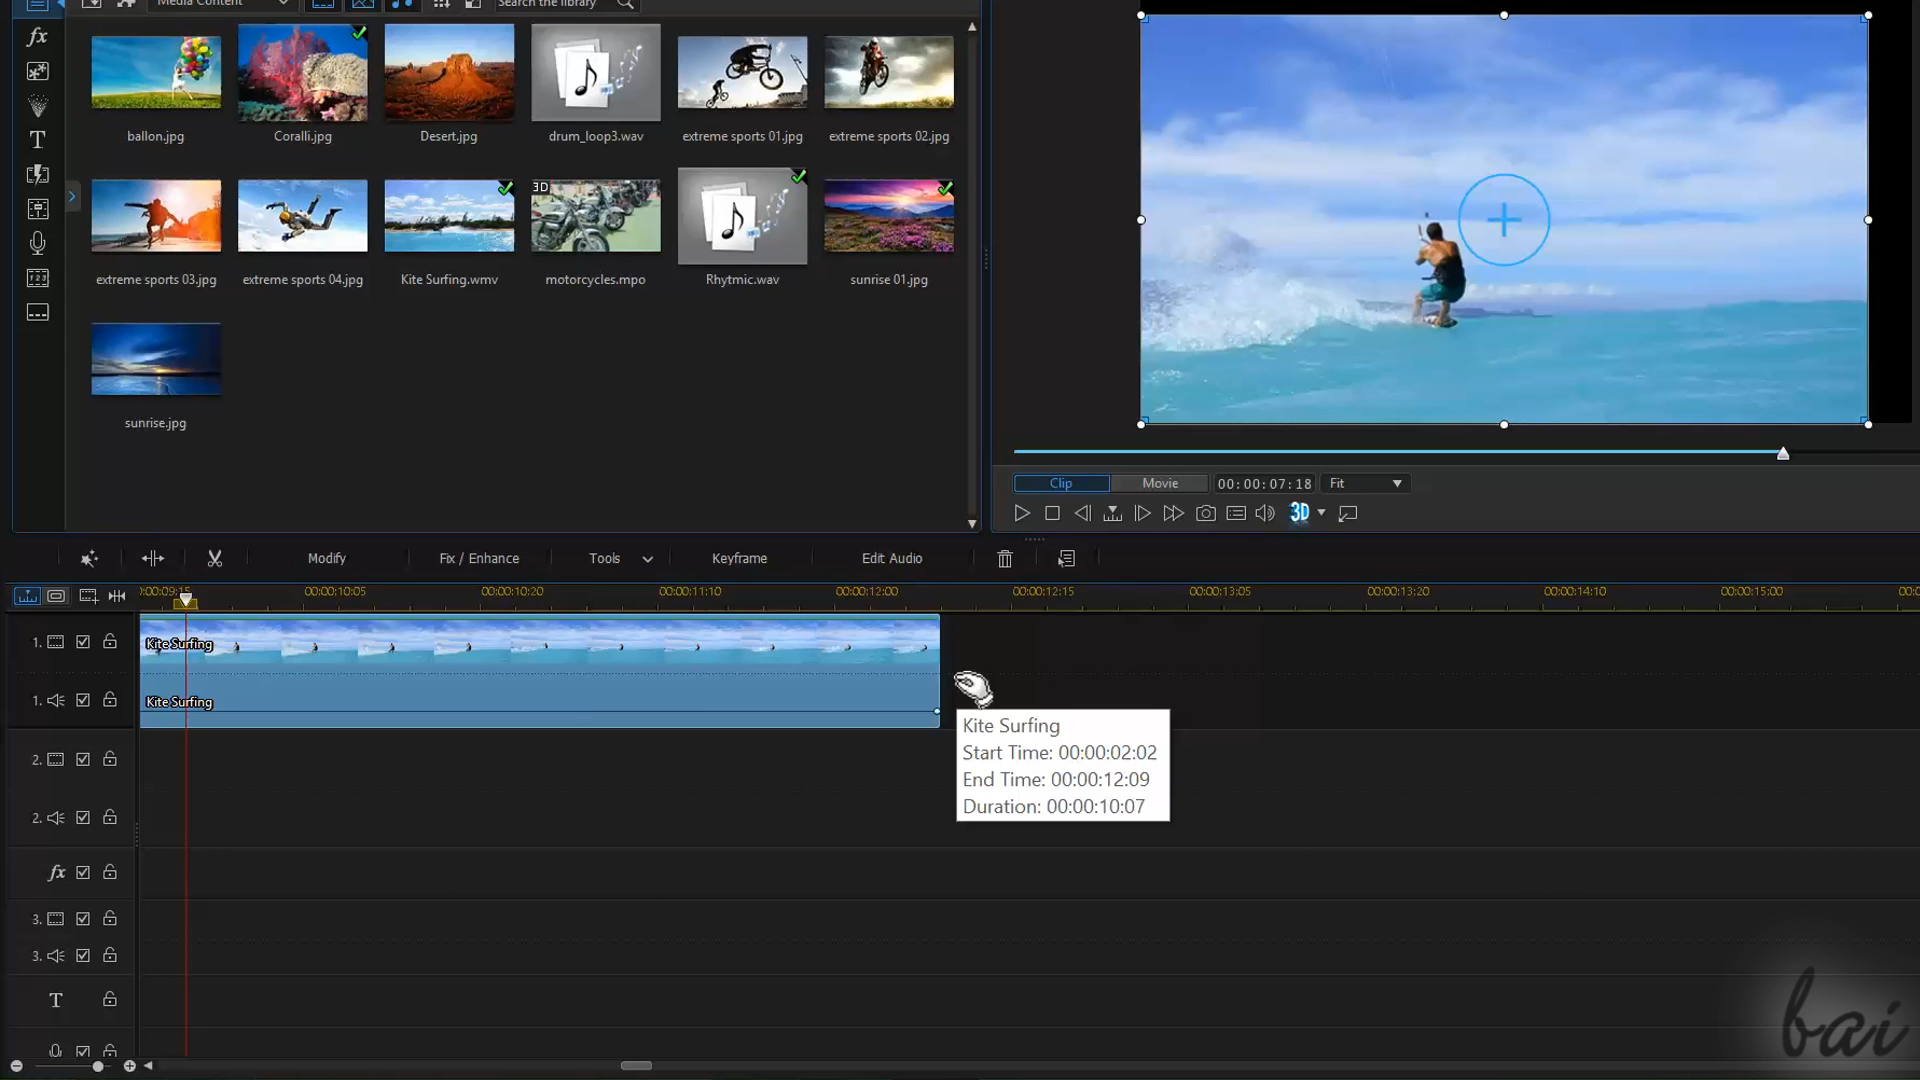 Media Content
Search the library
fx
ballon.jpg
Coralli.jpg
Desert.jpg
drum_loop3.wav
extreme sports 01.jpg
extreme sports 02.jpg
T
3D
extreme sports 03.jpg
extreme sports 04.jpg
Kite Surfing.wmv
motorcycles.mpo
Rhytmic.wav
sunrise 01.jpg
sunrise.jpg
Clip
Movie
00:00:07:18
Fit
3D
Modify
Fix / Enhance
Tools
Keyframe
Edit Audio
00:00:10:05
00:00:10:20
00:00:11:10
00:00:12:00
00:00:12:15
00:00:13:05
00:00:13:20
00:00:14:10
00:00:15:00
1.
Kite Surfing
1.
Kite Surfing
Kite Surfing
Start Time: 00:00:02:02
End Time: 00:00:12:09
Duration: 00:00:10:07
2.
2.
fx
3.
3.
T
bai